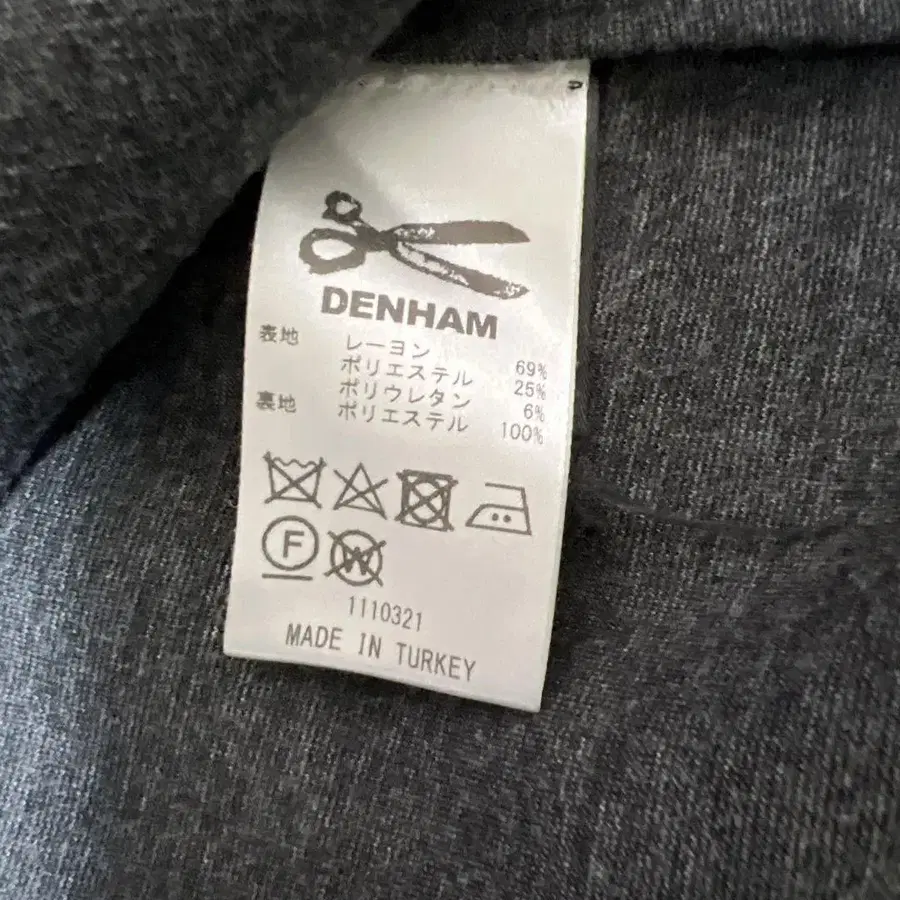 DENHAM
表地 レーヨン 69%
ポリエステル 25%
ポリウレタン 6%
裏地 ポリエステル 100%
F W
1110321
MADE IN TURKEY